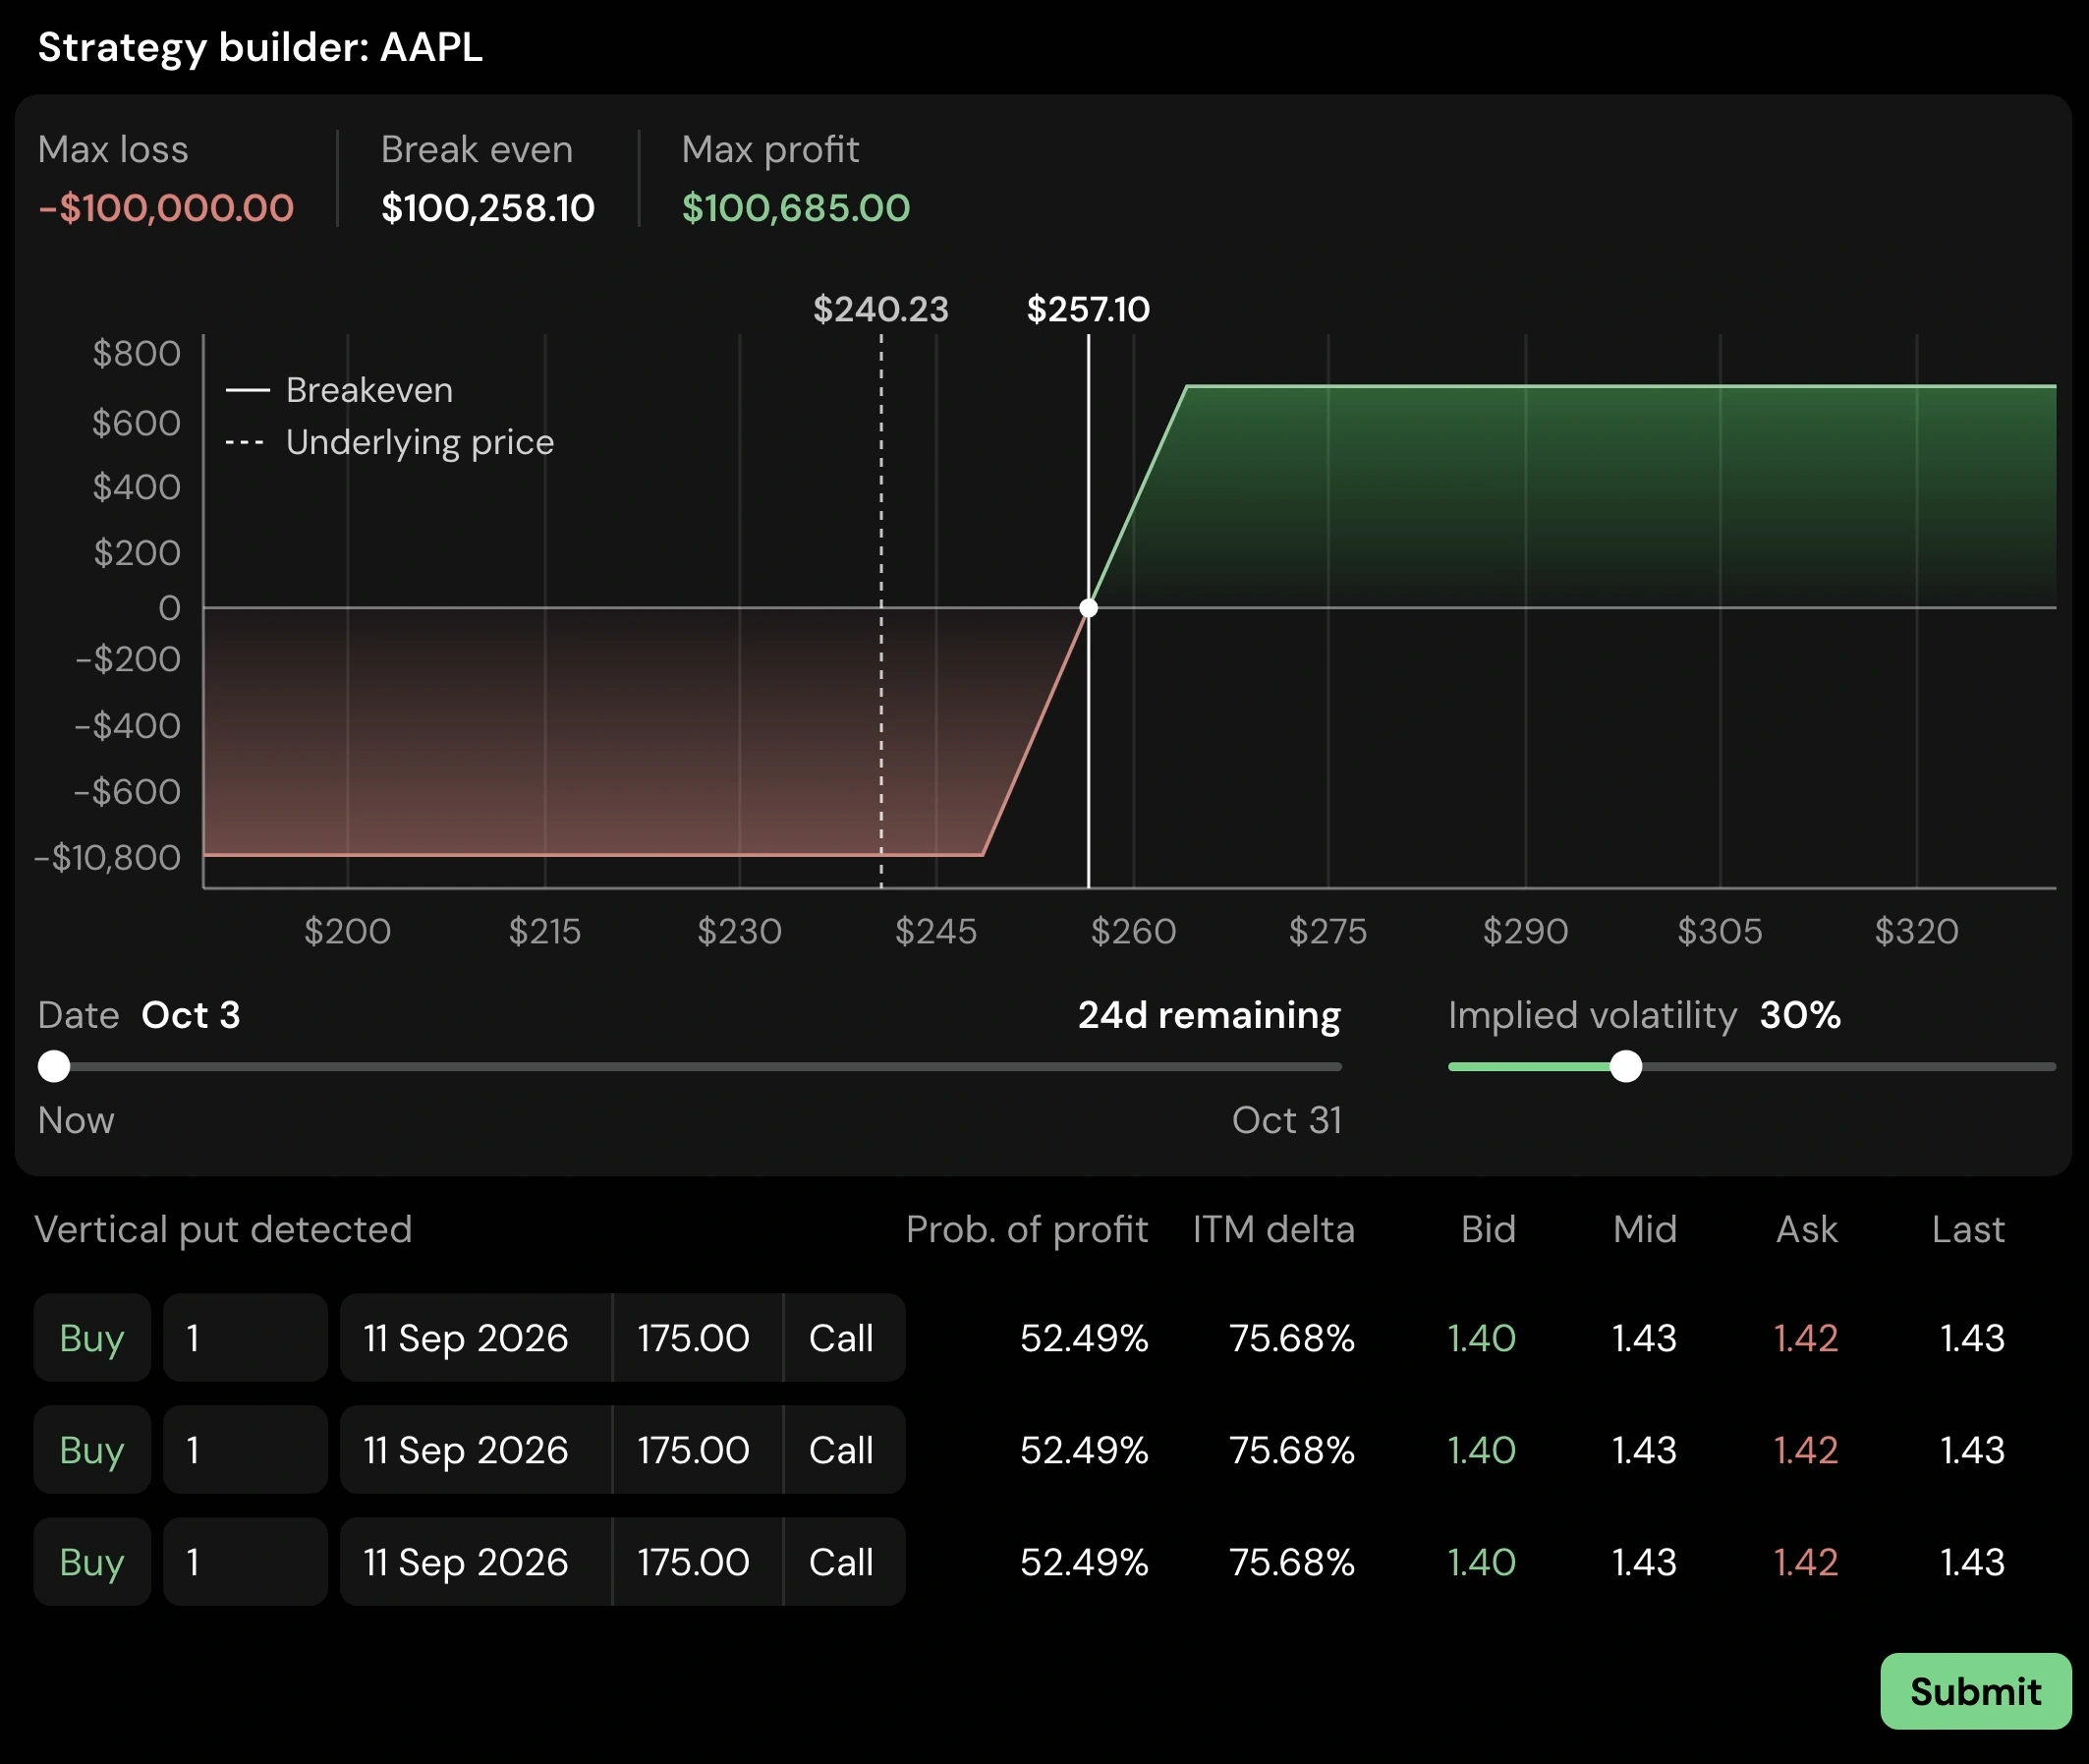 Strategy builder: AAPL
Max loss Break even Max profit
-$100,000.00 $100,258.10 $100,685.00
$240.23 $257.10
$800
Breakeven
$600
Underlying price
$400
$200
0
-$200
-$400
-$600
-$10,800
$200 $215 $230 $245 $260 $275 $290 $305 $320
Date Oct 3 24d remaining Implied volatility 30%
Now Oct 31
Vertical put detected Prob. of profit ITM delta Bid Mid Ask Last
Buy 1 11 Sep 2026 175.00 Call 52.49% 75.68% 1.40 1.43 1.42 1.43
Buy 1 11 Sep 2026 175.00 Call 52.49% 75.68% 1.40 1.43 1.42 1.43
Buy 1 11 Sep 2026 175.00 Call 52.49% 75.68% 1.40 1.43 1.42 1.43
Submit